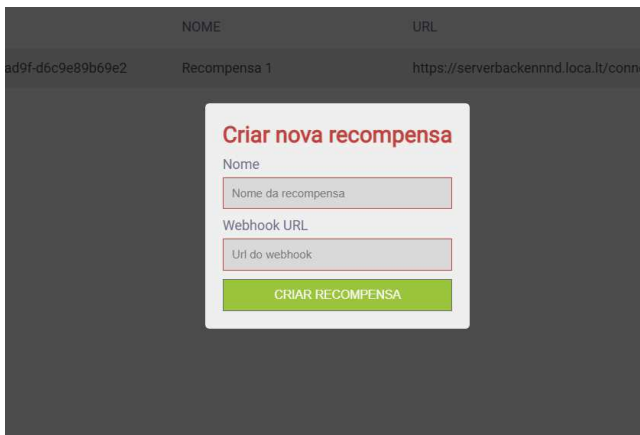 NOME URL
ad9f-d6c9e89b69e2 Recompensa 1 https://serverbackennnd.loca.lt/conn
Criar nova recompensa
Nome
Nome da recompensa
Webhook URL
Url do webhook
CRIAR RECOMPENSA